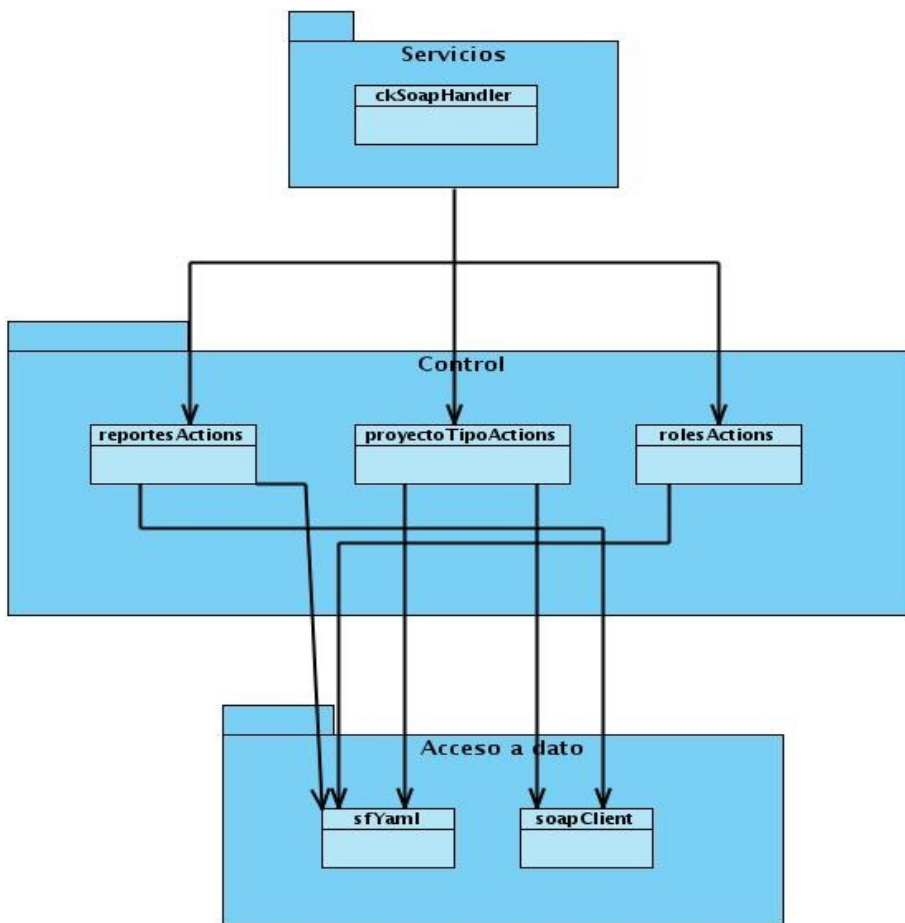 Servicios
ckSoapHandler
Control
reportesActions
proyectoTipoActions
rolesActions
Acceso a dato
sfYaml
soapClient